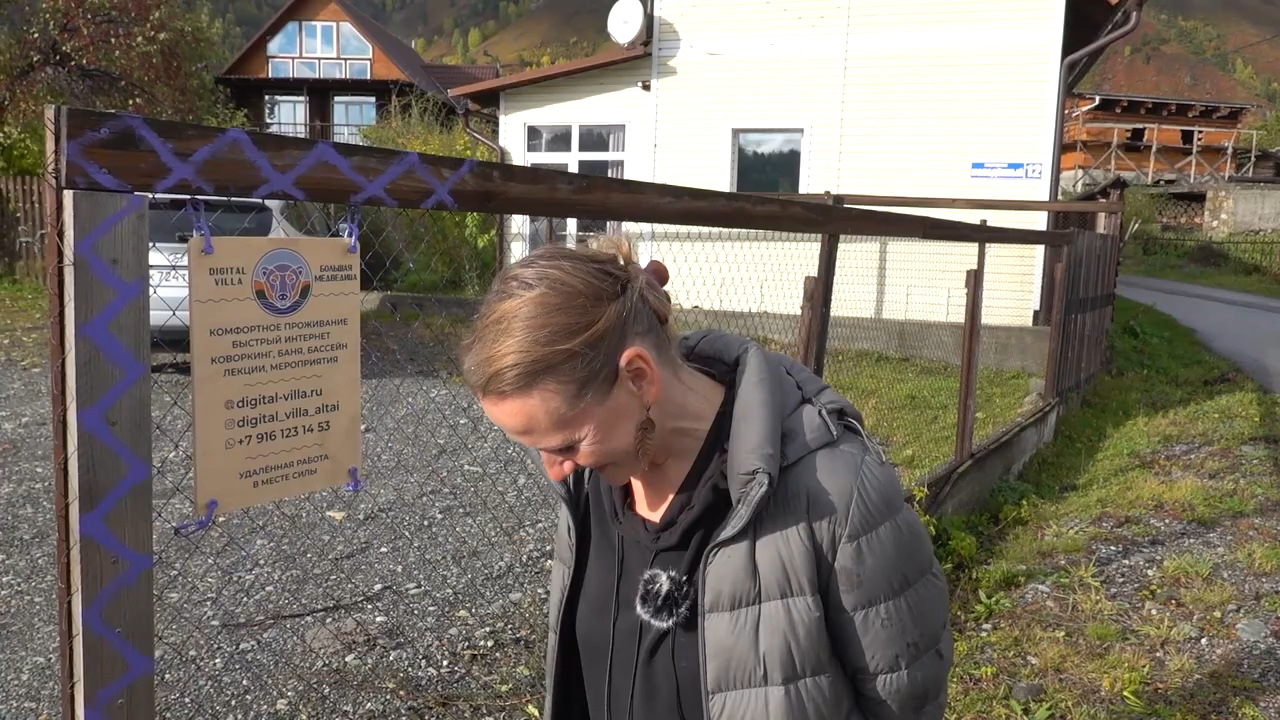 DIGITAL
VILLA
БОЛЬШАЯ
МЕДВЕДИЦА
КОМФОРТНОЕ ПРОЖИВАНИЕ
БЫСТРЫЙ ИНТЕРНЕТ
КОВОРКИНГ, БАНЯ, БАССЕЙН
ЛЕКЦИИ, МЕРОПРИЯТИЯ
@digital-villa.ru
digital_villa_altai
+7 916 123 14 53
УДАЛЁННАЯ РАБОТА
В МЕСТЕ СИЛЫ
12